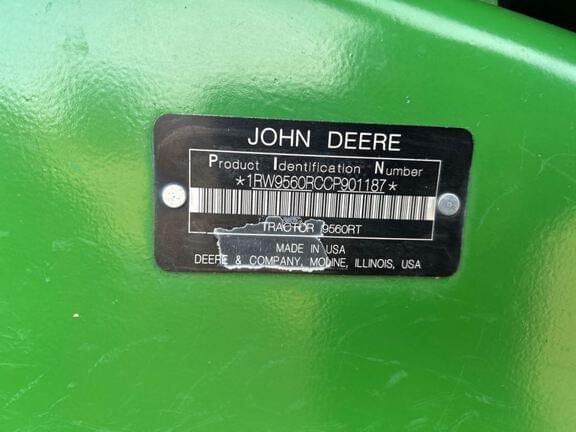 JOHN DEERE
Product Identification Number
*1RW9560RCCP901187*
TRACTOR 9560RT
MADE IN USA
DEERE & COMPANY, MOLINE, ILLINOIS, USA